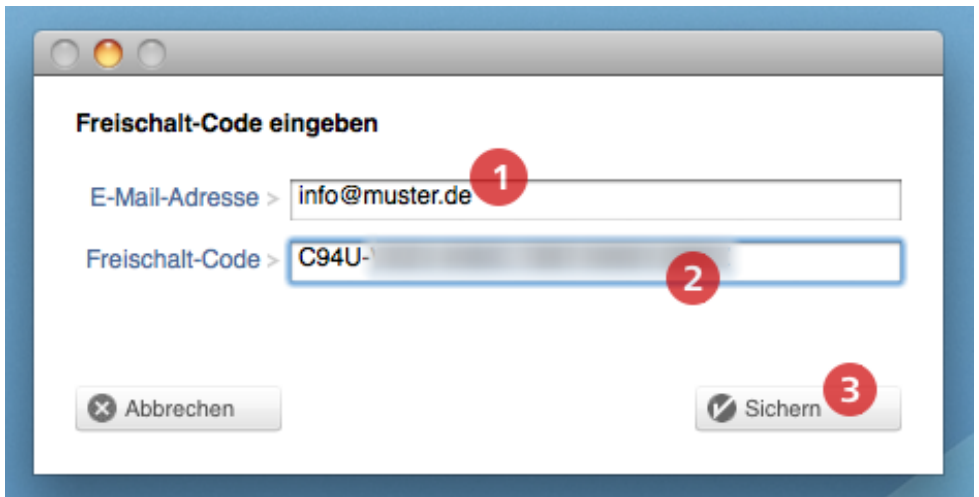 Freischalt-Code eingeben
1
E-Mail-Adresse > info@muster.de
Freischalt-Code > C94U-
2
Abbrechen
Sichern 3